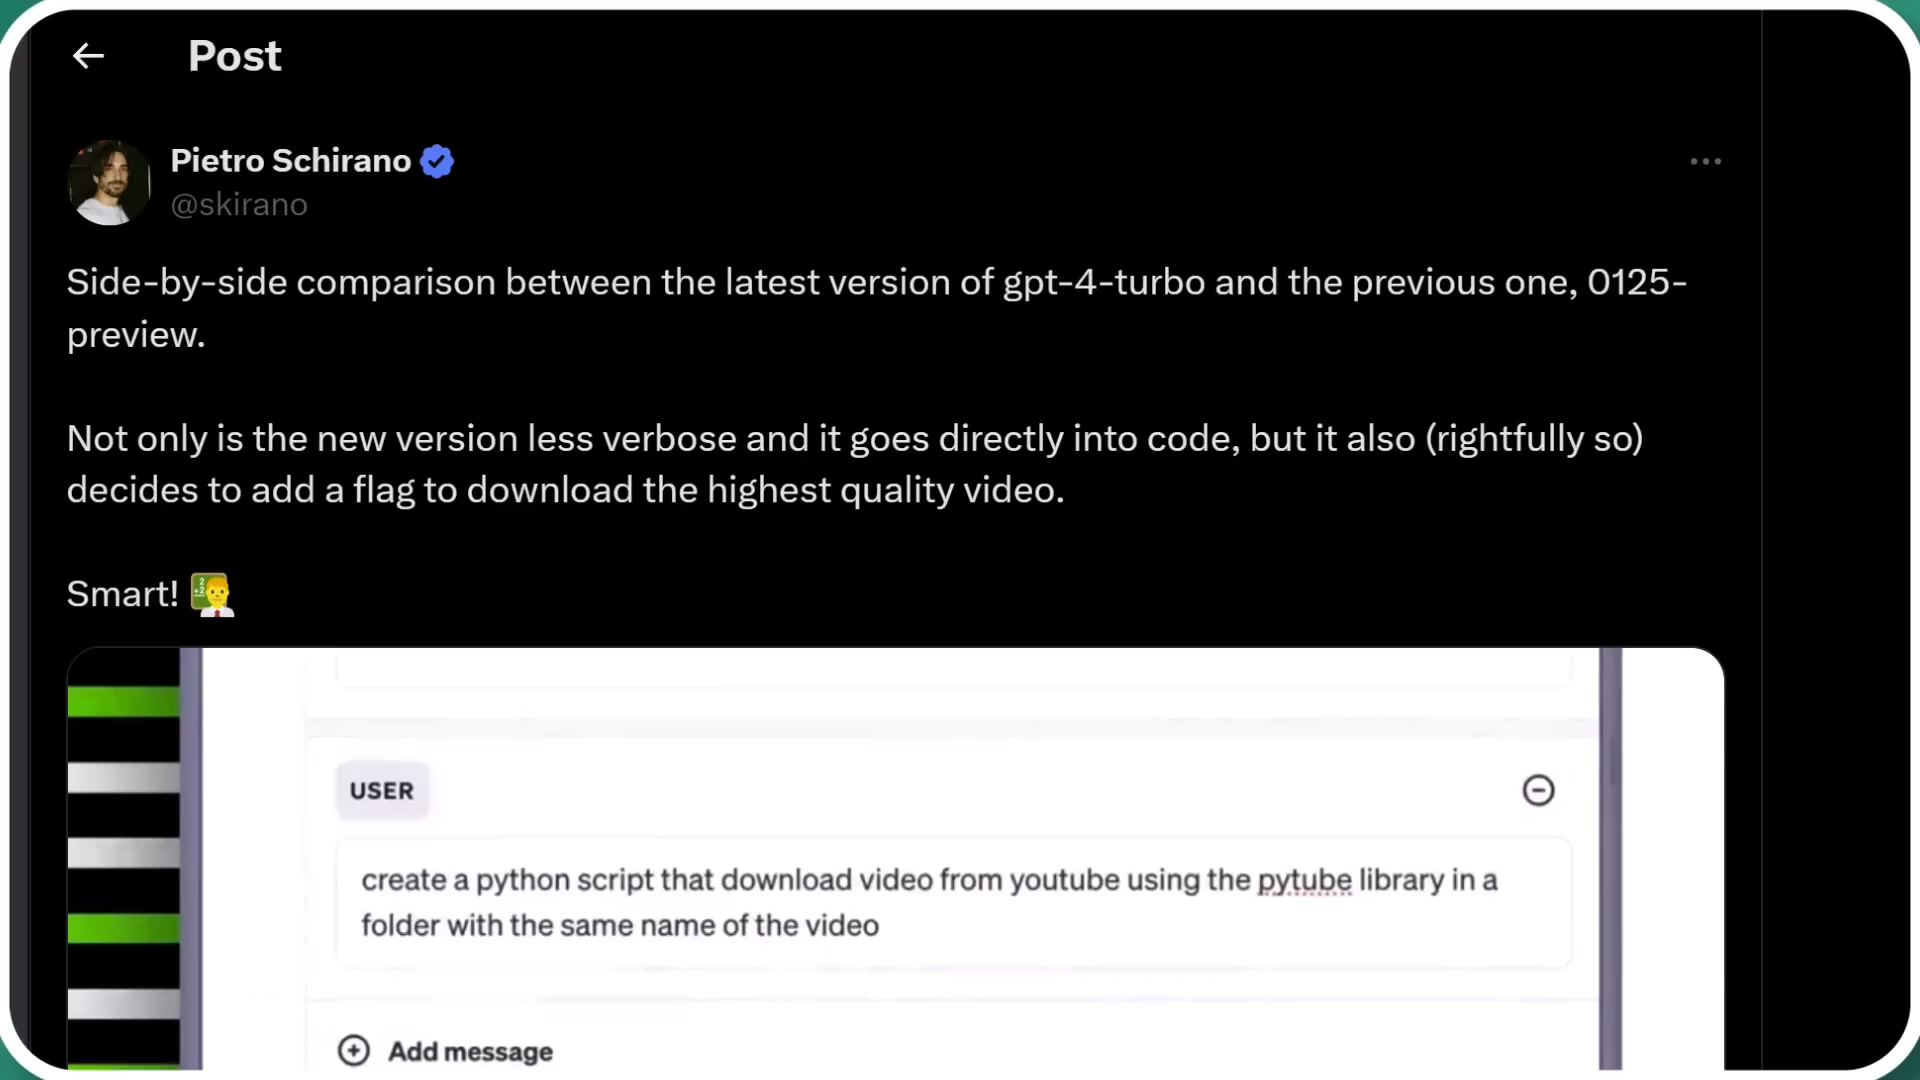 Post
Pietro Schirano
@skirano
Side-by-side comparison between the latest version of gpt-4-turbo and the previous one, 0125-
preview.
Not only is the new version less verbose and it goes directly into code, but it also (rightfully so)
decides to add a flag to download the highest quality video.
Smart!
USER
create a python script that download video from youtube using the pytube library in a
folder with the same name of the video
Add message